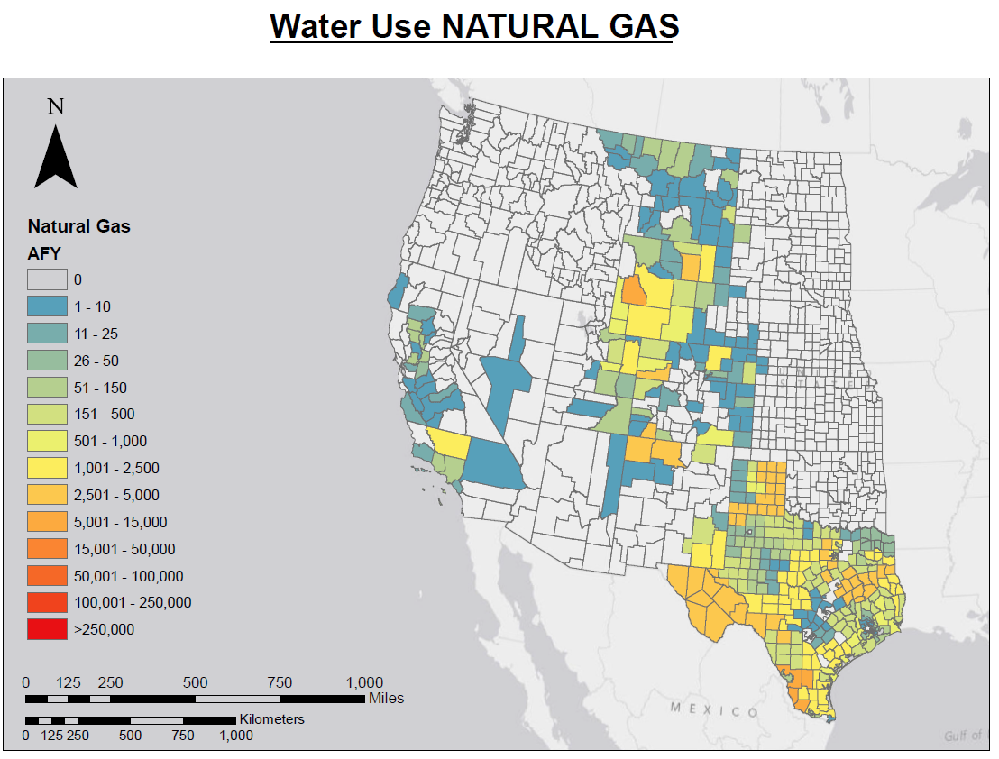 Water Use NATURAL GAS
N
Natural Gas
AFY
0
1 - 10
11 - 25
26 - 50
51 - 150
151 - 500
501 - 1,000
1,001 - 2,500
2,501 - 5,000
5,001 - 15,000
15,001 - 50,000
50,001 - 100,000
100,001 - 250,000
>250,000
0 125 250 500 750 1,000
Miles
Kilometers
0 125 250 500 750 1,000
UNITED
STATES
MEXICO
Gulf of